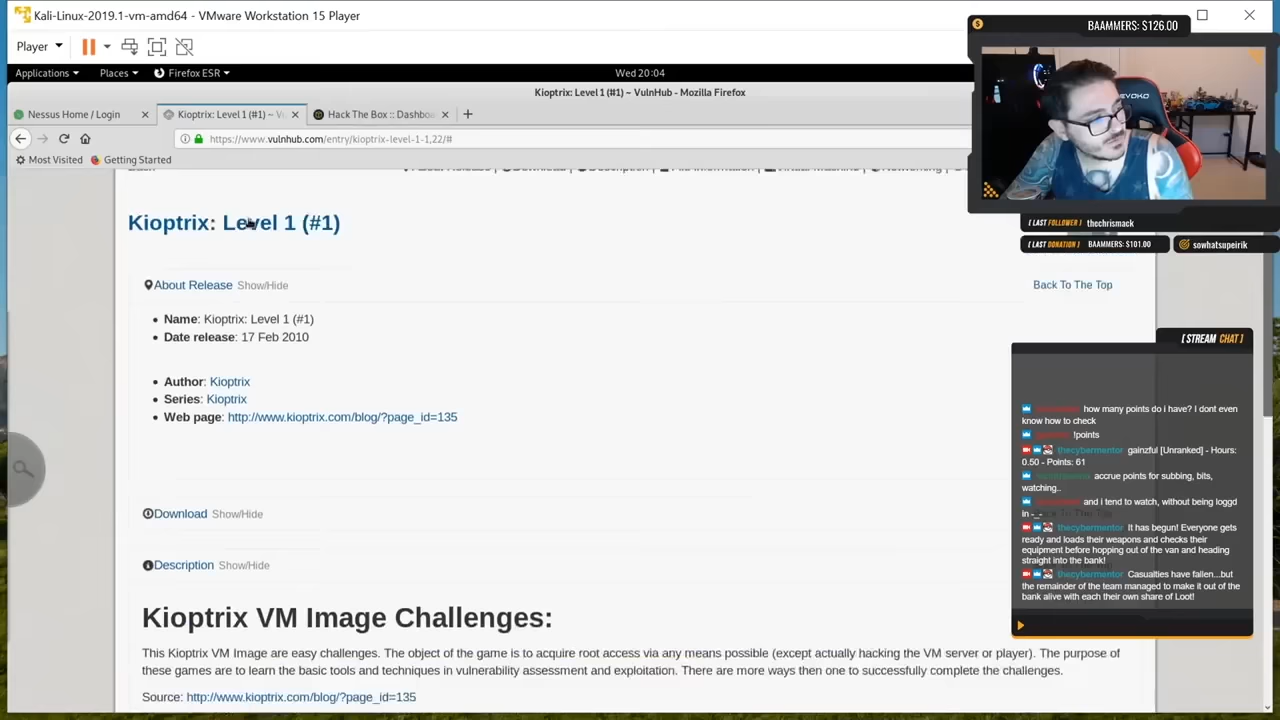 Kali-Linux-2019.1-vm-amd64 - VMware Workstation 15 Player
BAAMMERS: $126.00
Player
Applications
Places
Firefox ESR
Wed 20:04
Kioptrix: Level 1 (#1) ~ VulnHub - Mozilla Firefox
Nessus Home / Login
Kioptrix: Level 1 (#1) ~
Hack The Box :: Dashbo
https://www.vulnhub.com/entry/kioptrix-level-1-1,22/#
Most Visited
Getting Started
[ LAST FOLLOWER ] thechrismack
[ LAST DONATION ] BAAMMERS: $101.00
sowhatsupeirik
Kioptrix: Level 1 (#1)
About Release Show/Hide
Back To The Top
Name: Kioptrix: Level 1 (#1)
Date release: 17 Feb 2010
Author: Kioptrix
Series: Kioptrix
Web page: http://www.kioptrix.com/blog/?page_id=135
Download Show/Hide
Description Show/Hide
Kioptrix VM Image Challenges:
This Kioptrix VM Image are easy challenges. The object of the game is to acquire root access via any means possible (except actually hacking the VM server or player). The purpose of
these games are to learn the basic tools and techniques in vulnerability assessment and exploitation. There are more ways then one to successfully complete the challenges.
Source: http://www.kioptrix.com/blog/?page_id=135
[ STREAM CHAT ]
how many points do i have? I dont even
know how to check
!points
thecybermentor gainzful [Unranked] - Hours:
0.50 - Points: 61
accrue points for subbing, bits,
watching..
and i tend to watch, without being loggd
in -_-
thecybermentor It has begun! Everyone gets
ready and loads their weapons and checks their
equipment before hopping out of the van and heading
straight into the bank!
thecybermentor Casualties have fallen...but
the remainder of the team managed to make it out of the
bank alive with each their own share of Loot!